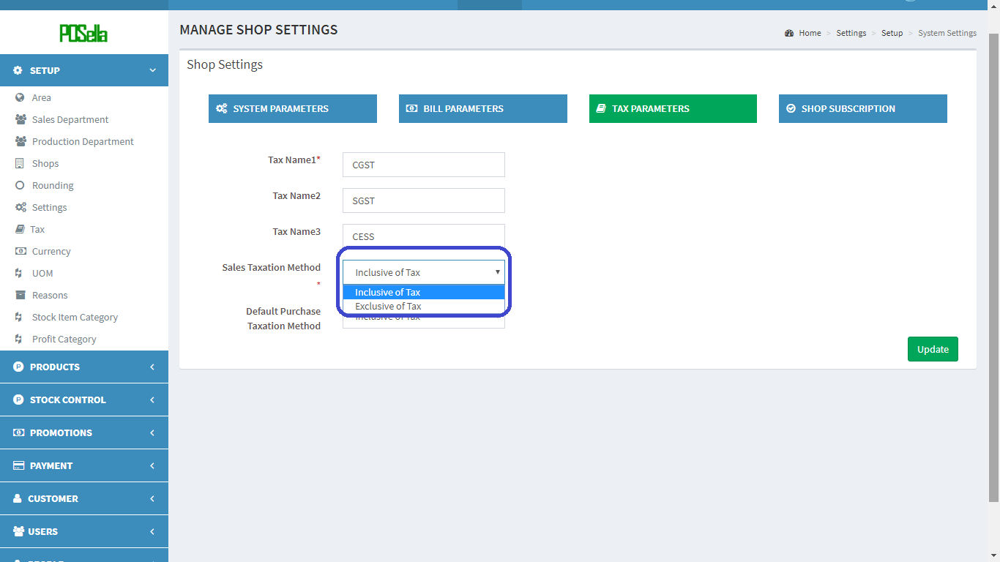 POSella
MANAGE SHOP SETTINGS
Home > Settings > Setup > System Settings
SETUP
Area
Sales Department
Production Department
Shops
Rounding
Settings
Tax
Currency
UOM
Reasons
Stock Item Category
Profit Category
PRODUCTS
STOCK CONTROL
PROMOTIONS
PAYMENT
CUSTOMER
USERS
Shop Settings
SYSTEM PARAMETERS
BILL PARAMETERS
TAX PARAMETERS
SHOP SUBSCRIPTION
Tax Name1* CGST
Tax Name2 SGST
Tax Name3 CESS
Sales Taxation Method Inclusive of Tax
*
Inclusive of Tax
Exclusive of Tax
Default Purchase
Taxation Method Inclusive of Tax
Update